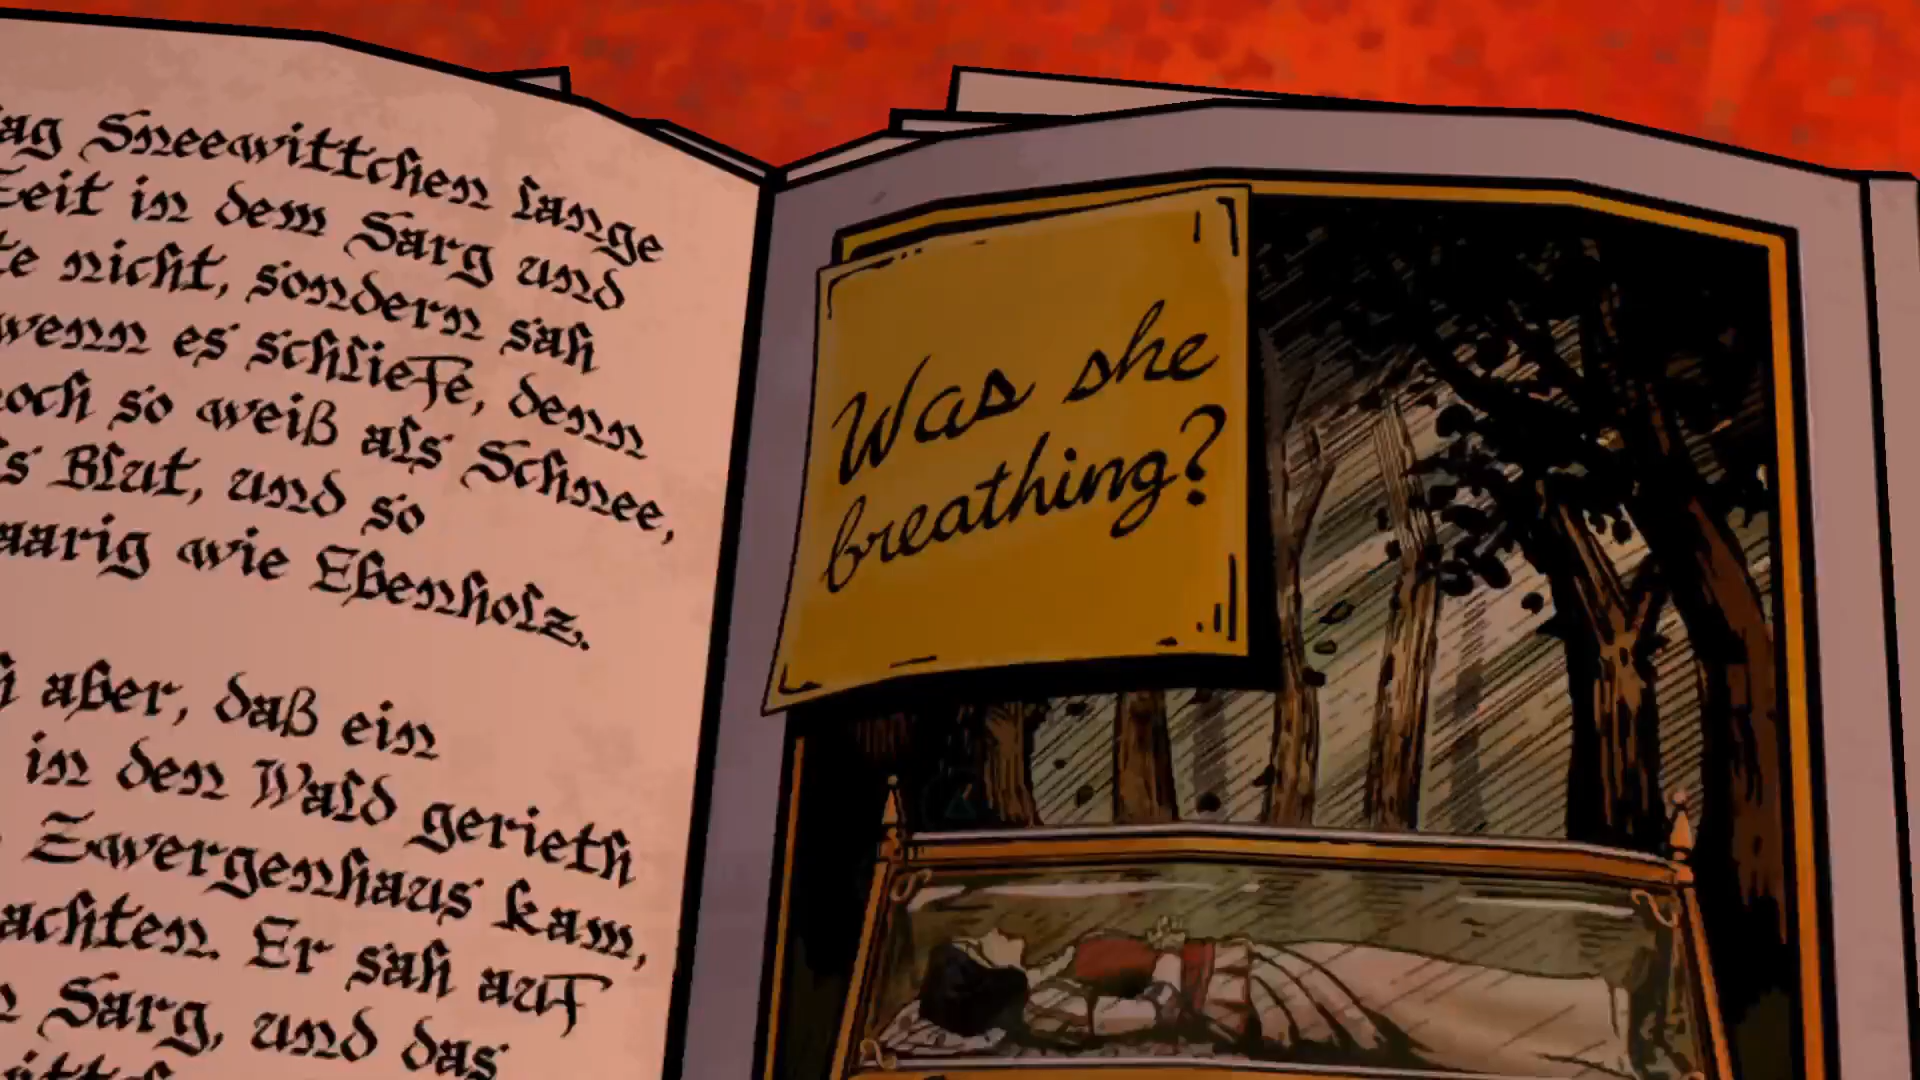 ag Sneewittchen lange
Zeit in dem Sarg und
te nicht, sondern sah
wenn es schliefe, denn
noch so weiß als Schnee,
s Blut, und so
aarig wie Ebenholz.
aber, daß ein
in den Wald gerieth
Zwergenhaus kam,
achten. Er sah auf
Sarg, und das
Was she
breathing?